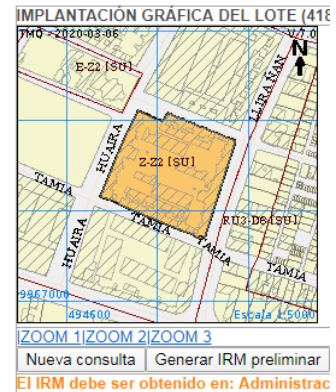 IMPLANTACIÓN GRÁFICA DEL LOTE (418
TMQ - 2020-03-06 V.7.0
N
E-Z2 [SU]
LLIRA ÑAN
HUAIRA
Z-Z2 [SU]
TAMIA
TAMIA
TAMIA
RU3-D6[SU]
HUAIRA
TAMIA
9967000
494600 Escala 1:5000
|ZOOM 1|ZOOM 2|ZOOM 3
Nueva consulta Generar IRM preliminar
El IRM debe ser obtenido en: Administrac